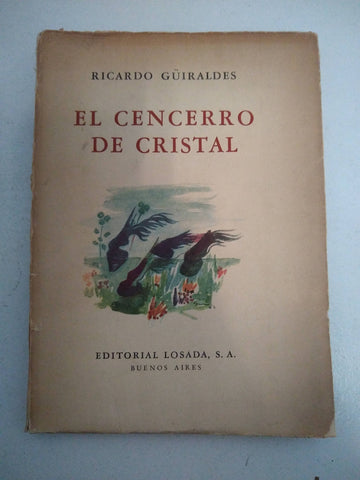 RICARDO GÜIRALDES
EL CENCERRO
DE CRISTAL
EDITORIAL LOSADA, S. A.
BUENOS AIRES